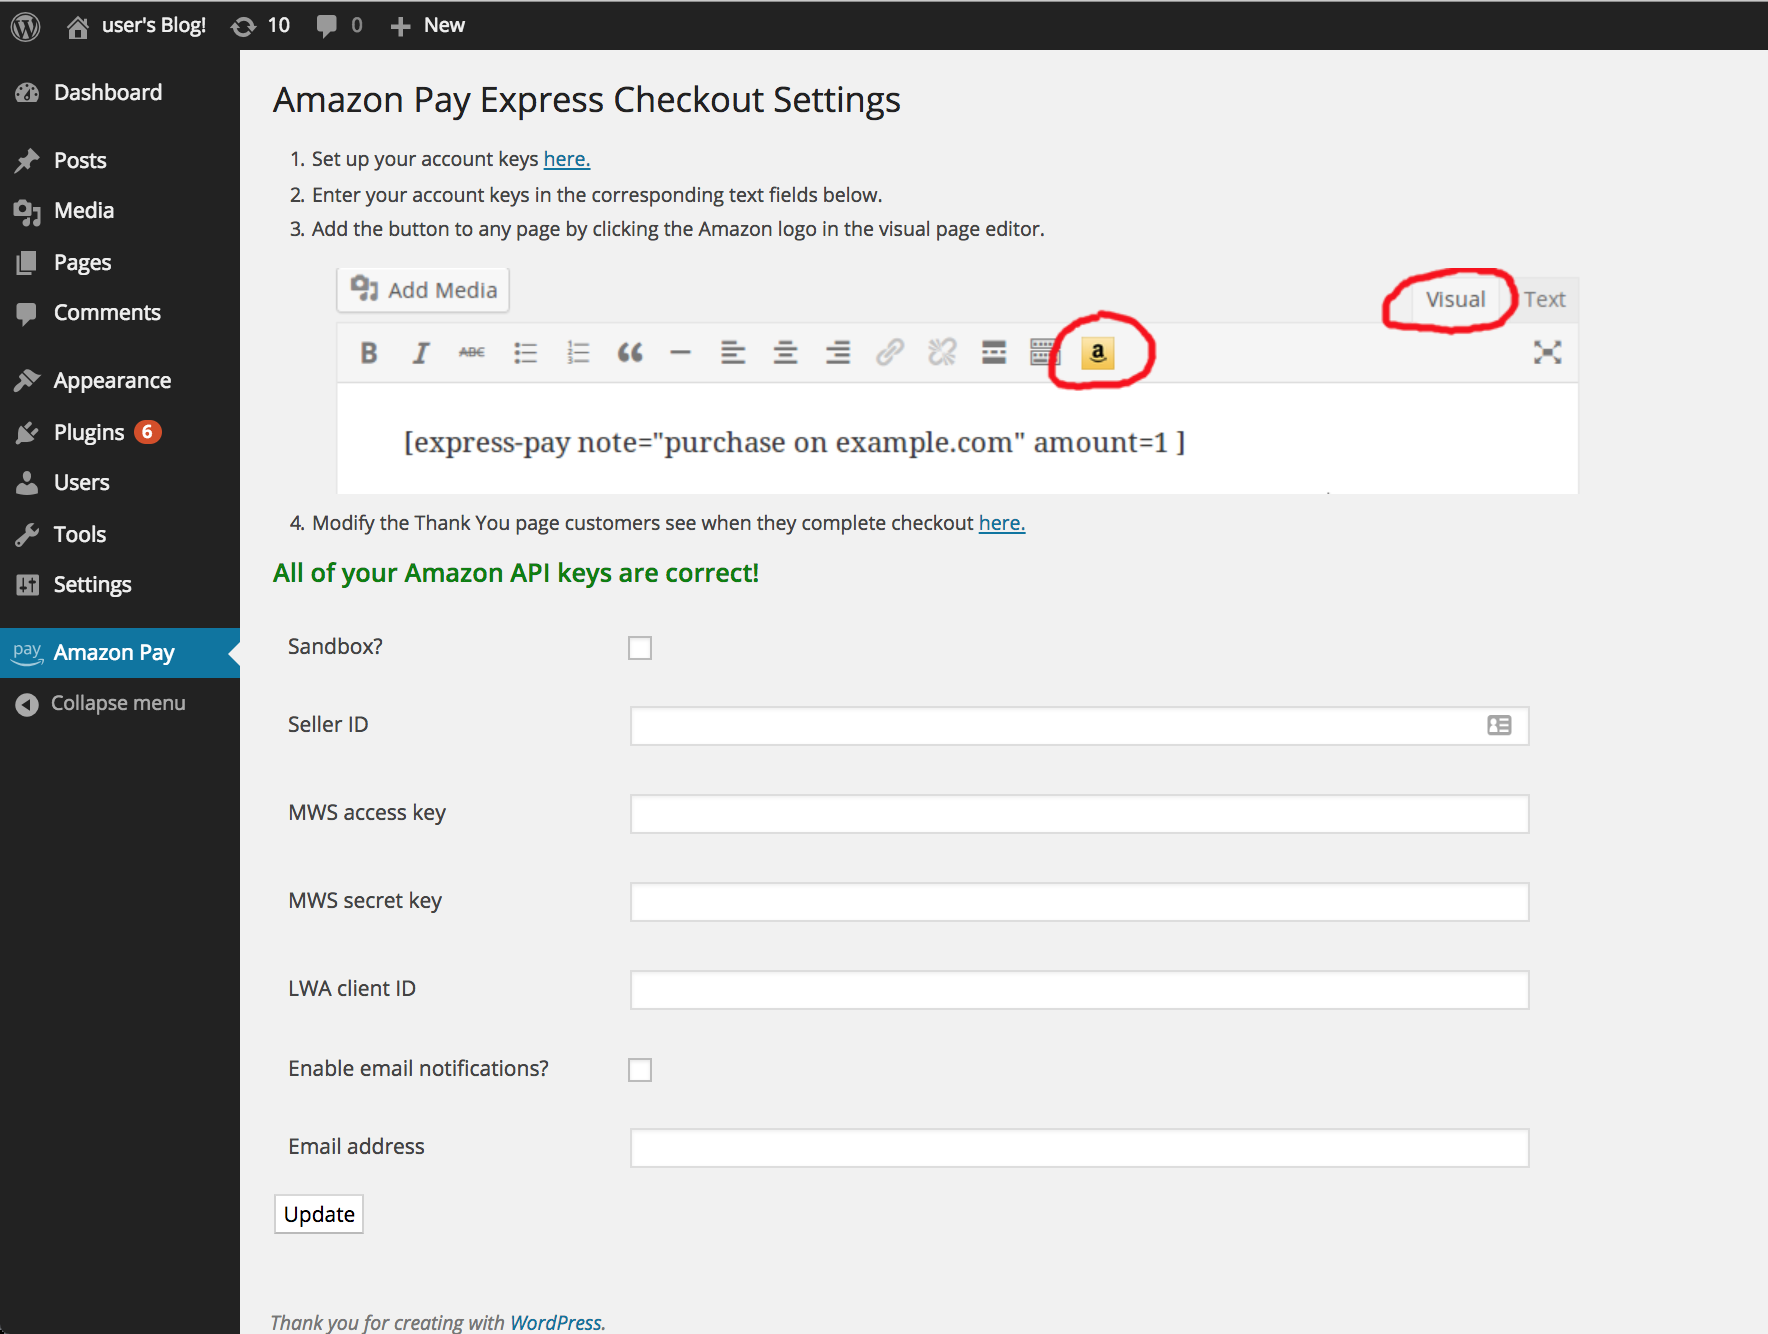 user's Blog! 10 0 New
Dashboard
Posts
Media
Pages
Comments
Appearance
Plugins 6
Users
Tools
Settings
pay Amazon Pay
Collapse menu
Amazon Pay Express Checkout Settings
1. Set up your account keys here.
2. Enter your account keys in the corresponding text fields below.
3. Add the button to any page by clicking the Amazon logo in the visual page editor.
Add Media
Visual Text
B I ABC a
[express-pay note="purchase on example.com" amount=1 ]
4. Modify the Thank You page customers see when they complete checkout here.
All of your Amazon API keys are correct!
Sandbox?
Seller ID
MWS access key
MWS secret key
LWA client ID
Enable email notifications?
Email address
Update
Thank you for creating with WordPress.